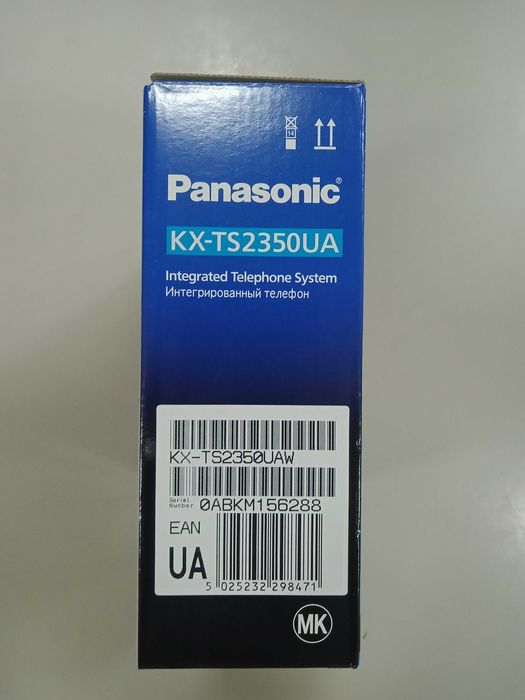 14
Panasonic®
KX-TS2350UA
Integrated Telephone System
Интегрированный телефон
KX-TS2350UAW
Serial Number 0ABKM156288
EAN
UA
5 025232 298471
MK